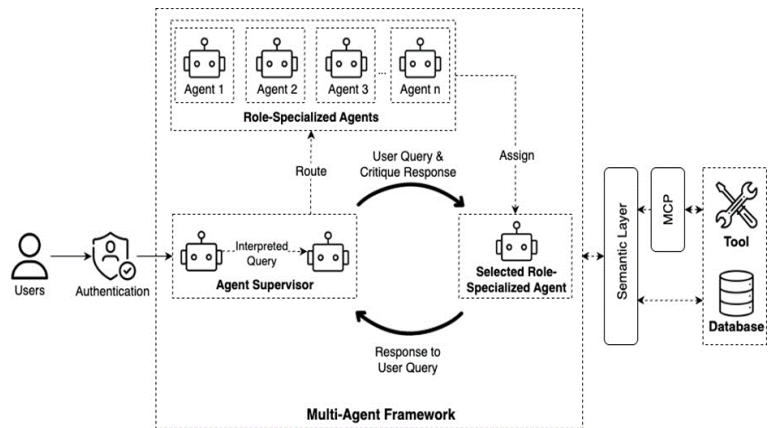 Agent 1
Agent 2
Agent 3
...
Agent n
Role-Specialized Agents
Route
User Query &
Critique Response
Assign
Users
Authentication
Interpreted
Query
Agent Supervisor
Selected Role-
Specialized Agent
Response to
User Query
Multi-Agent Framework
Semantic Layer
MCP
Tool
Database